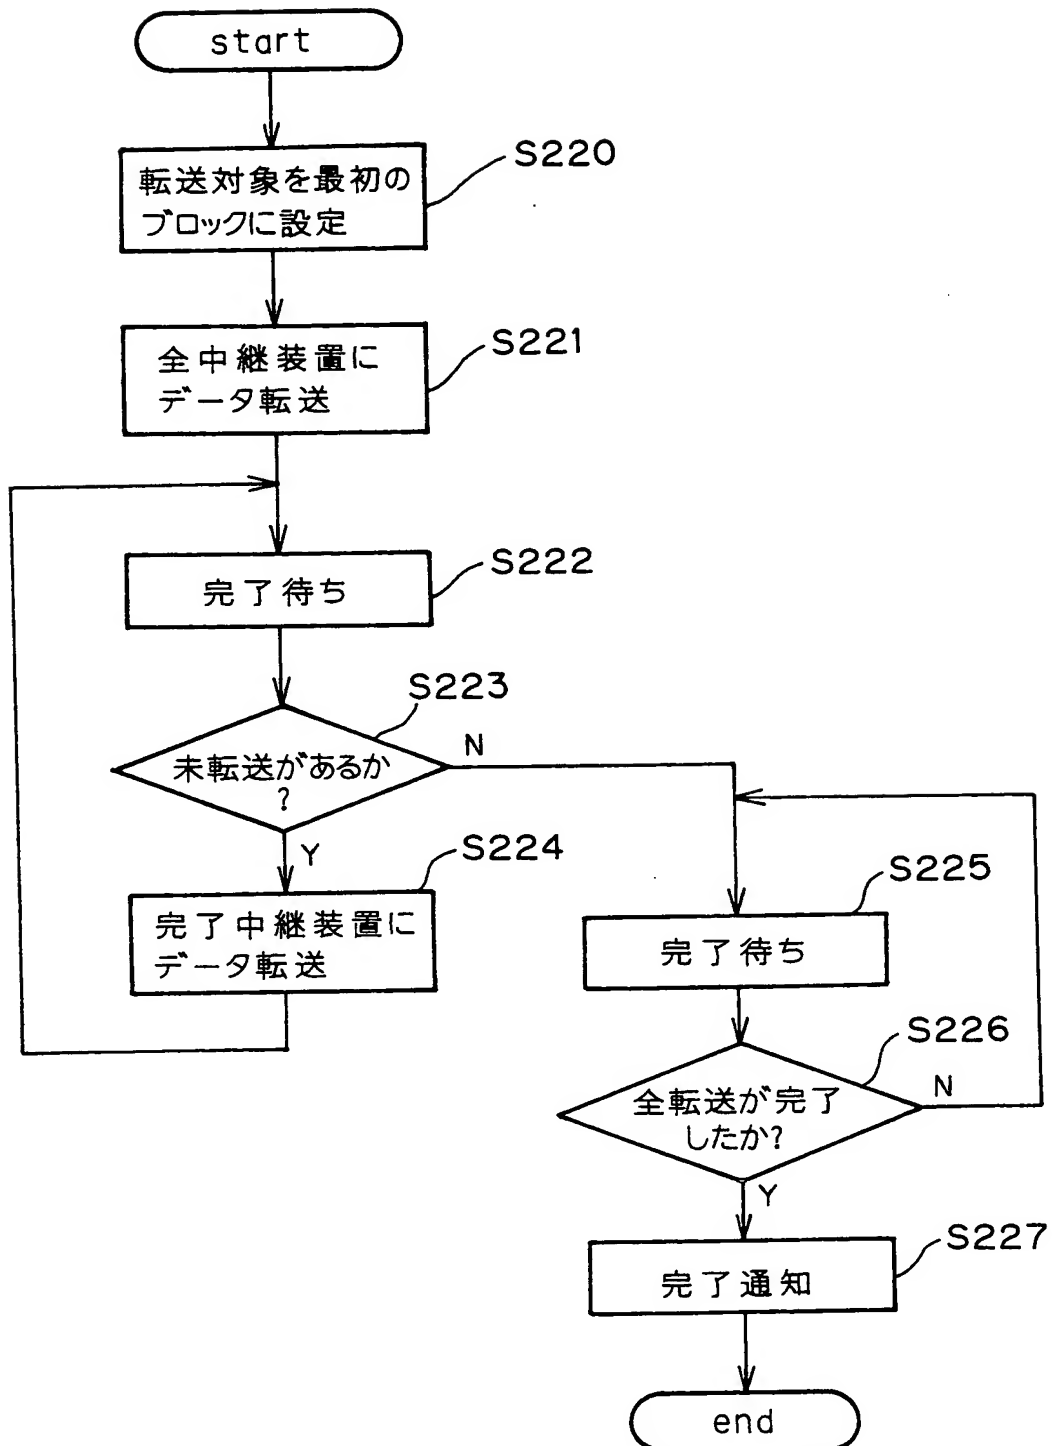 start
転送対象を最初の
ブロックに設定
S220
全中継装置に
データ転送
S221
完了待ち
S222
未転送があるか
?
S223
N
Y
完了中継装置に
データ転送
S224
完了待ち
S225
全転送が完了
したか?
S226
N
Y
完了通知
S227
end